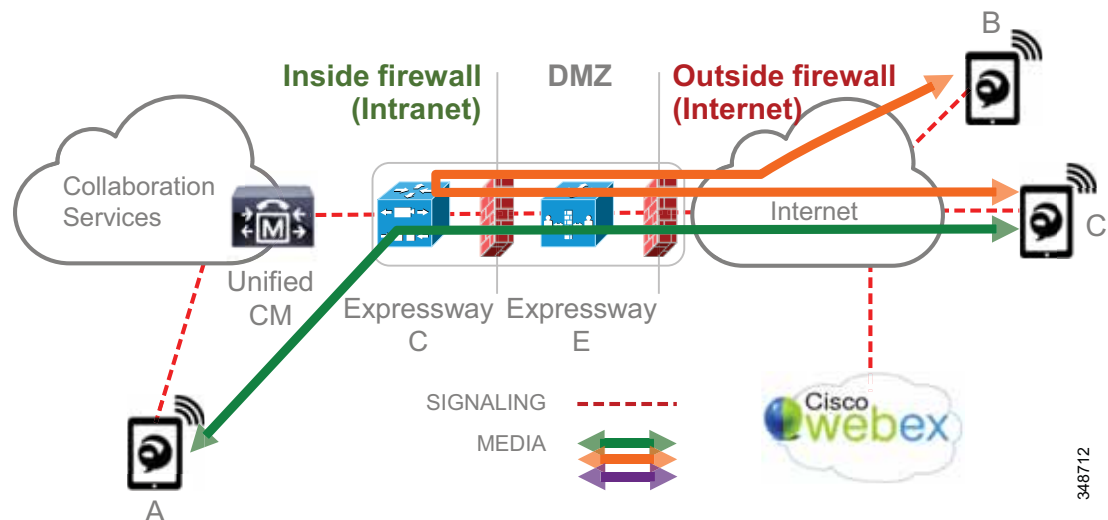 B
Inside firewall
(Intranet)
DMZ
Outside firewall
(Internet)
Collaboration
Services
M
Internet
C
Unified
CM
Expressway
C
Expressway
E
SIGNALING
MEDIA
Cisco
webex
A
348712